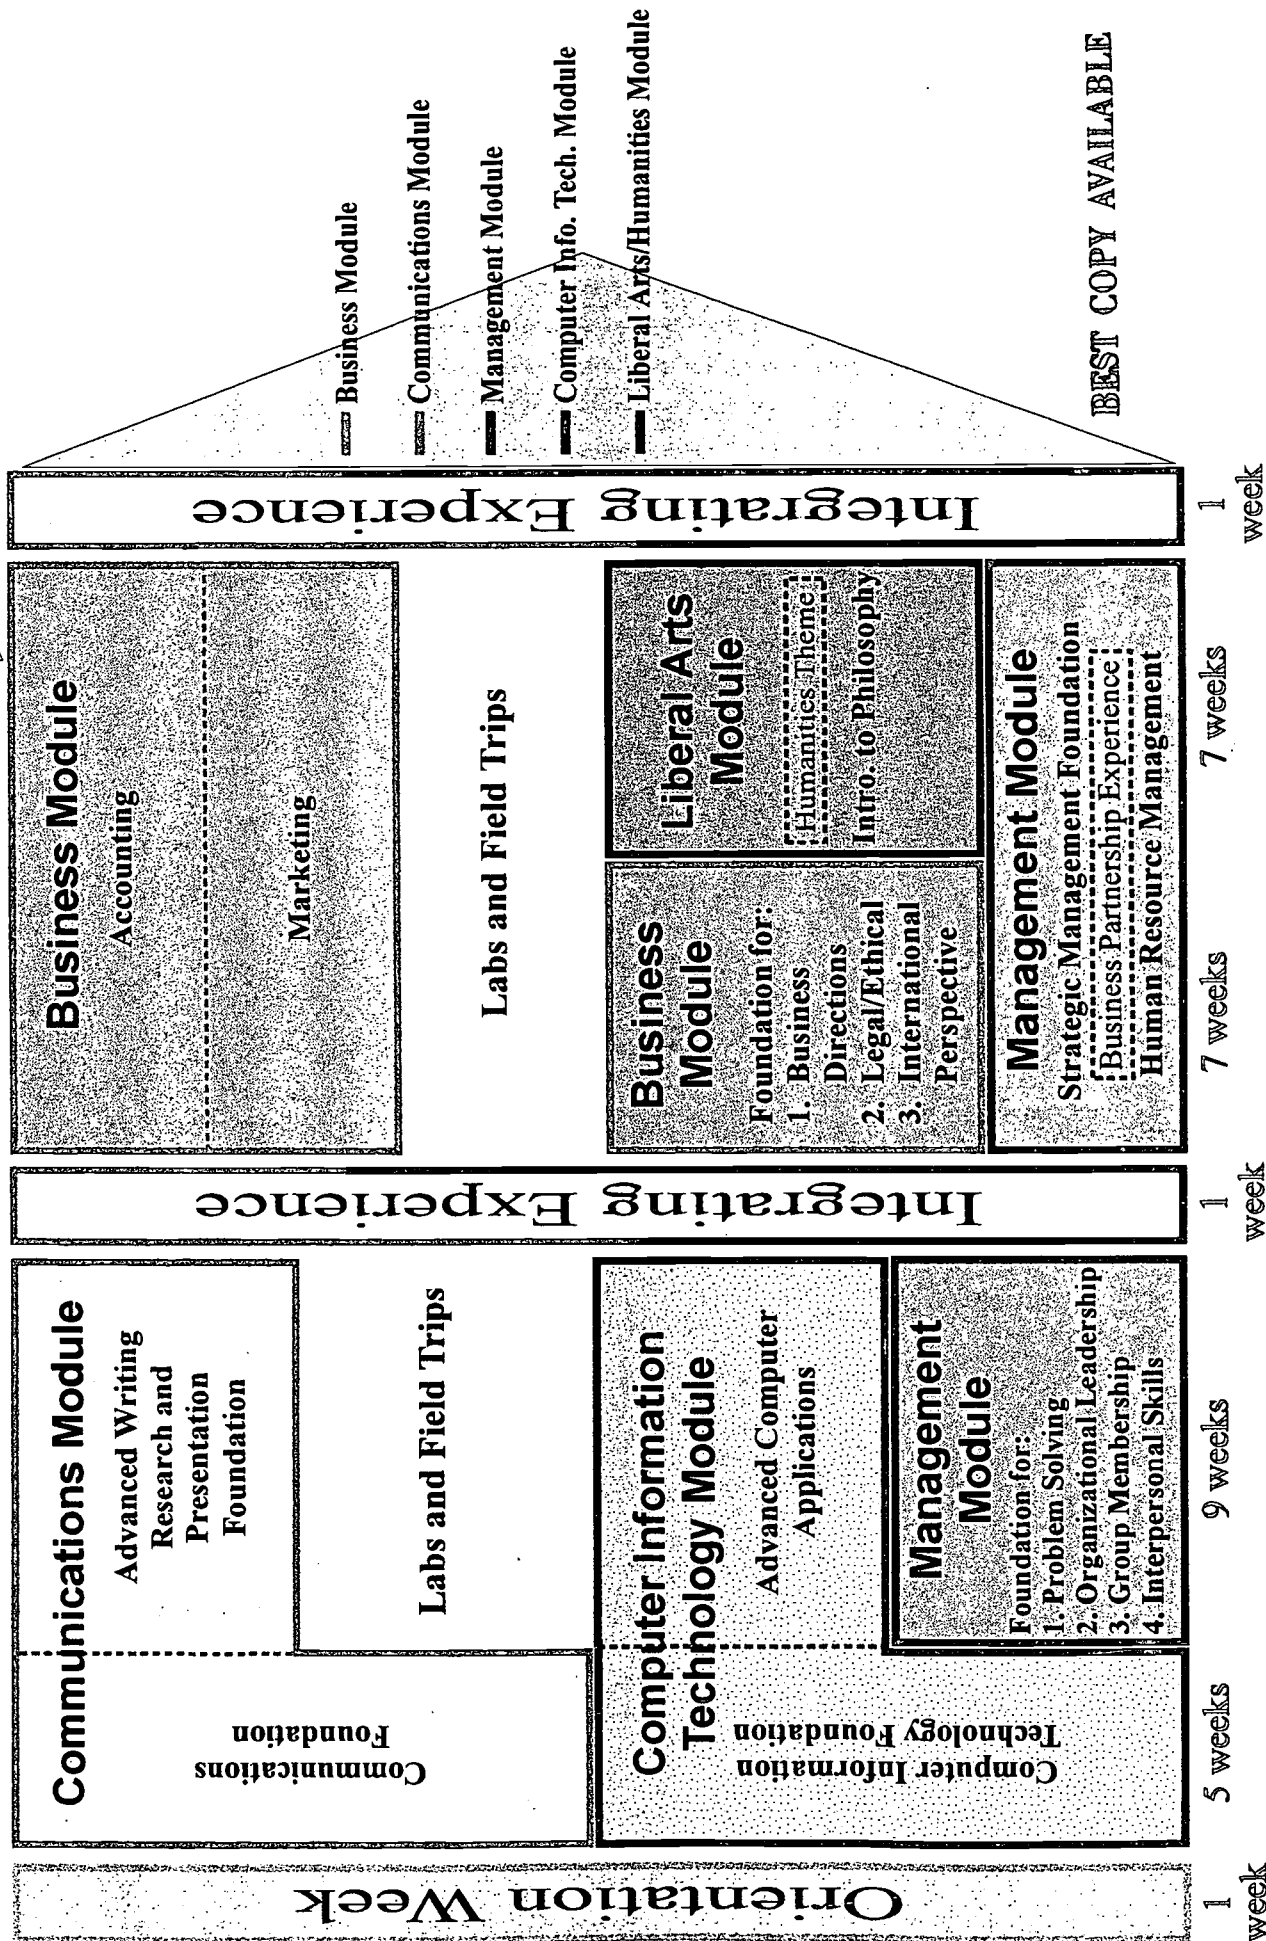 Orientation Week
Communications Module
Communications
Foundation
Advanced Writing
Research and
Presentation
Foundation
Labs and Field Trips
Computer Information
Technology Module
Computer Information
Technology Foundation
Advanced Computer
Applications
Management
Module
Foundation for:
1. Problem Solving
2. Organizational Leadership
3. Group Membership
4. Interpersonal Skills
Integrating Experience
Business Module
Accounting
Marketing
Labs and Field Trips
Business
Module
Foundation for:
1. Business
Directions
2. Legal/Ethical
3. International
Perspective
Liberal Arts
Module
Humanities Theme
Intro. to Philosophy
Management Module
Strategic Management Foundation
Business Partnership Experience
Human Resource Management
Integrating Experience
Business Module
Communications Module
Management Module
Computer Info. Tech. Module
Liberal Arts/Humanities Module
BEST COPY AVAILABLE
1
week
5 weeks
9 weeks
1
week
7 weeks
7 weeks
1
week